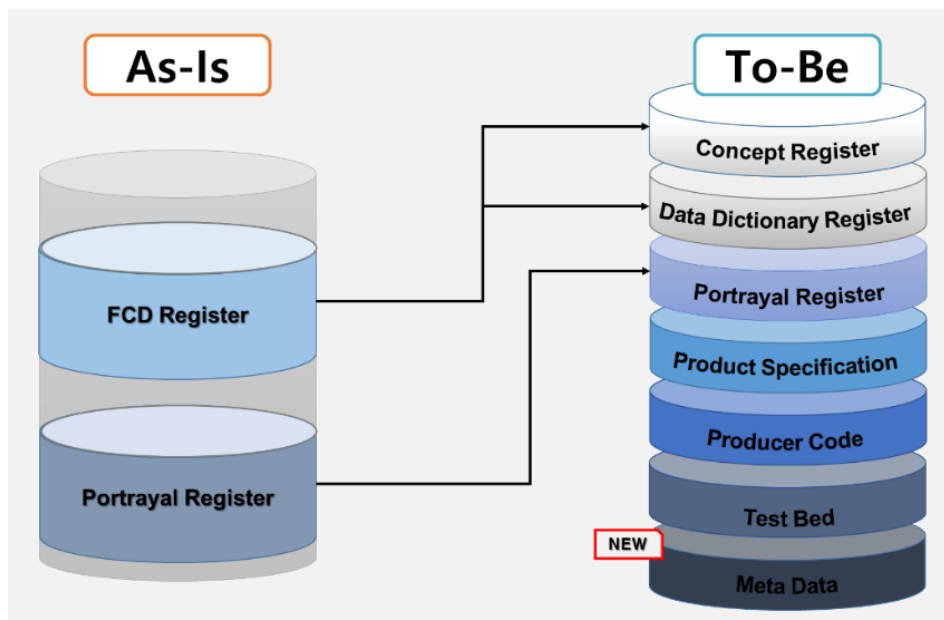 As-Is
To-Be
FCD Register
Portrayal Register
Concept Register
Data Dictionary Register
Portrayal Register
Product Specification
Producer Code
Test Bed
NEW
Meta Data